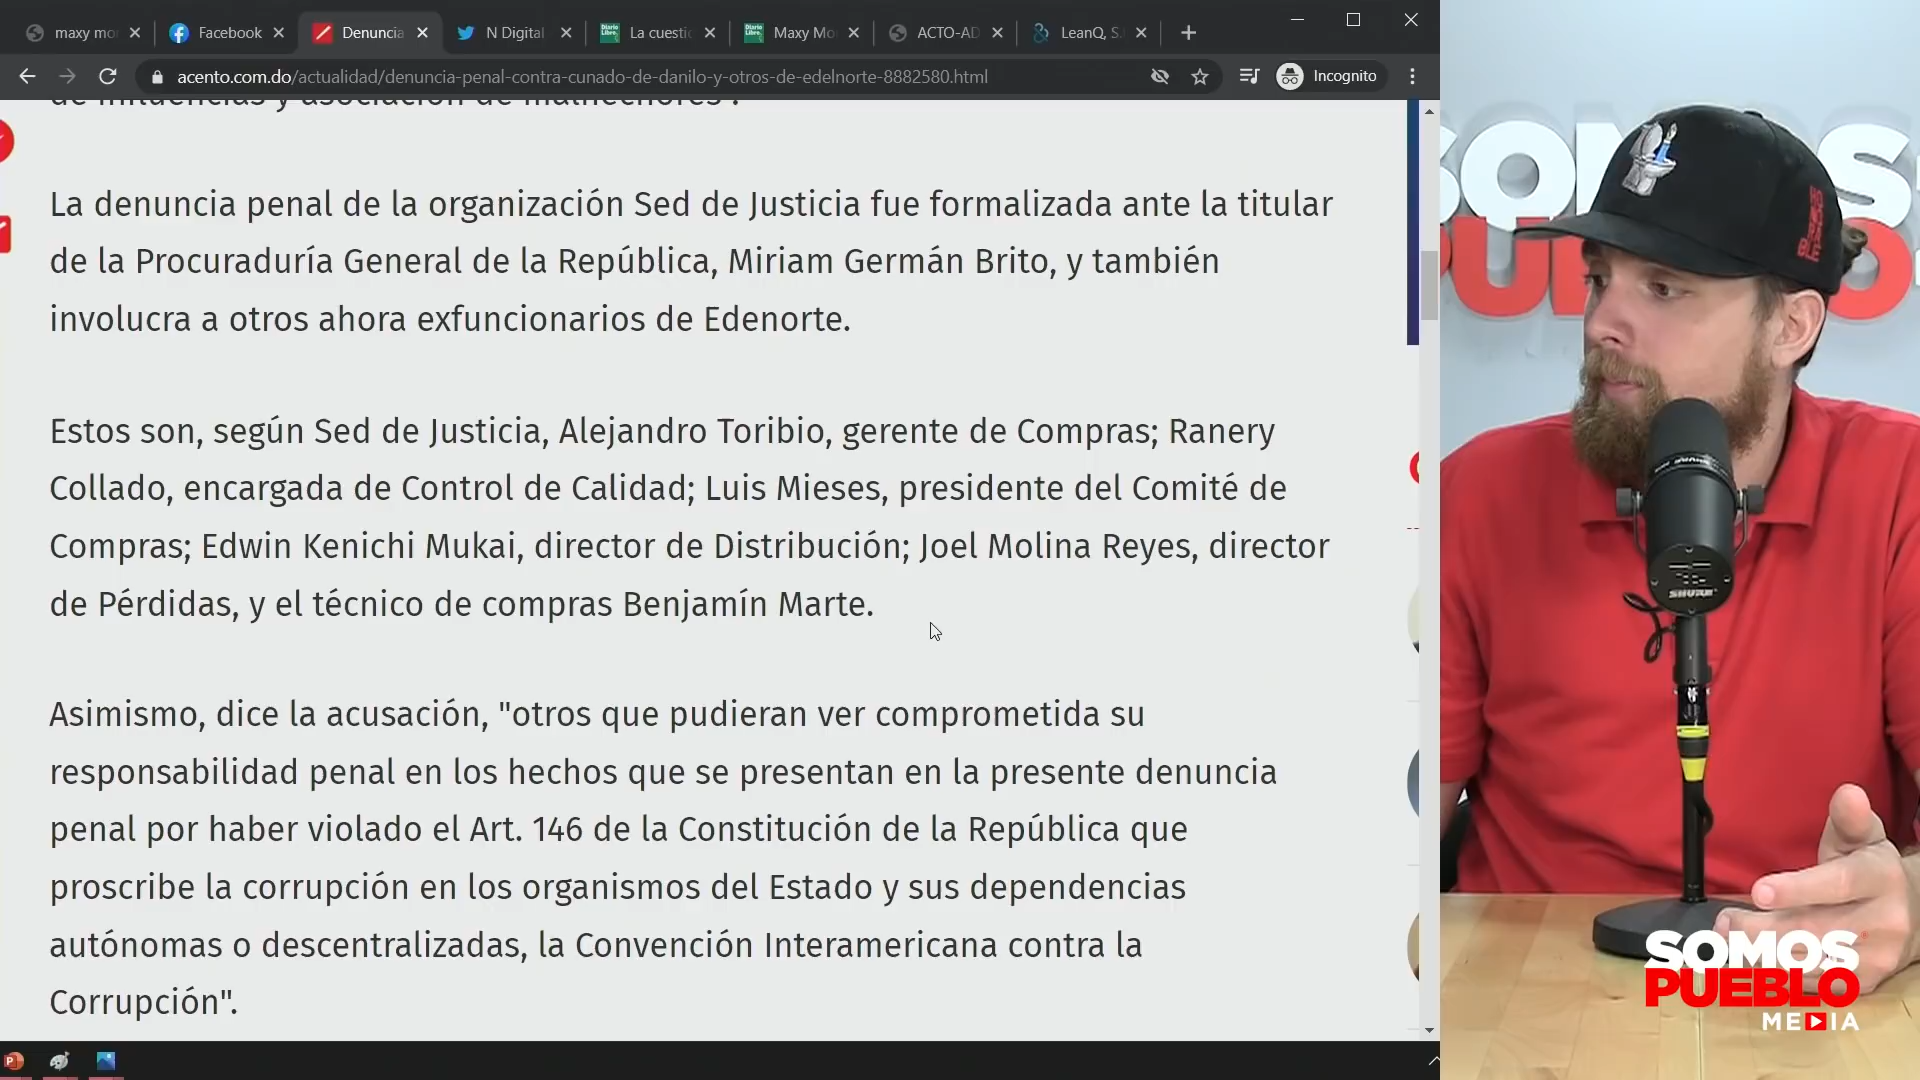 maxy mo
Facebook
Denuncia
N Digital
La cuesti
Maxy Mo
ACTO-AD
LeanQ, S.
acento.com.do/actualidad/denuncia-penal-contra-cunado-de-danilo-y-otros-de-edelnorte-8882580.html
Incognito
de influencias y asociación de malhechores".
La denuncia penal de la organización Sed de Justicia fue formalizada ante la titular
de la Procuraduría General de la República, Miriam Germán Brito, y también
involucra a otros ahora exfuncionarios de Edenorte.
Estos son, según Sed de Justicia, Alejandro Toribio, gerente de Compras; Ranery
Collado, encargada de Control de Calidad; Luis Mieses, presidente del Comité de
Compras; Edwin Kenichi Mukai, director de Distribución; Joel Molina Reyes, director
de Pérdidas, y el técnico de compras Benjamín Marte.
Asimismo, dice la acusación, "otros que pudieran ver comprometida su
responsabilidad penal en los hechos que se presentan en la presente denuncia
penal por haber violado el Art. 146 de la Constitución de la República que
proscribe la corrupción en los organismos del Estado y sus dependencias
autónomas o descentralizadas, la Convención Interamericana contra la
Corrupción".
SHURE
SOMOS
PUEBLO
MEDIA